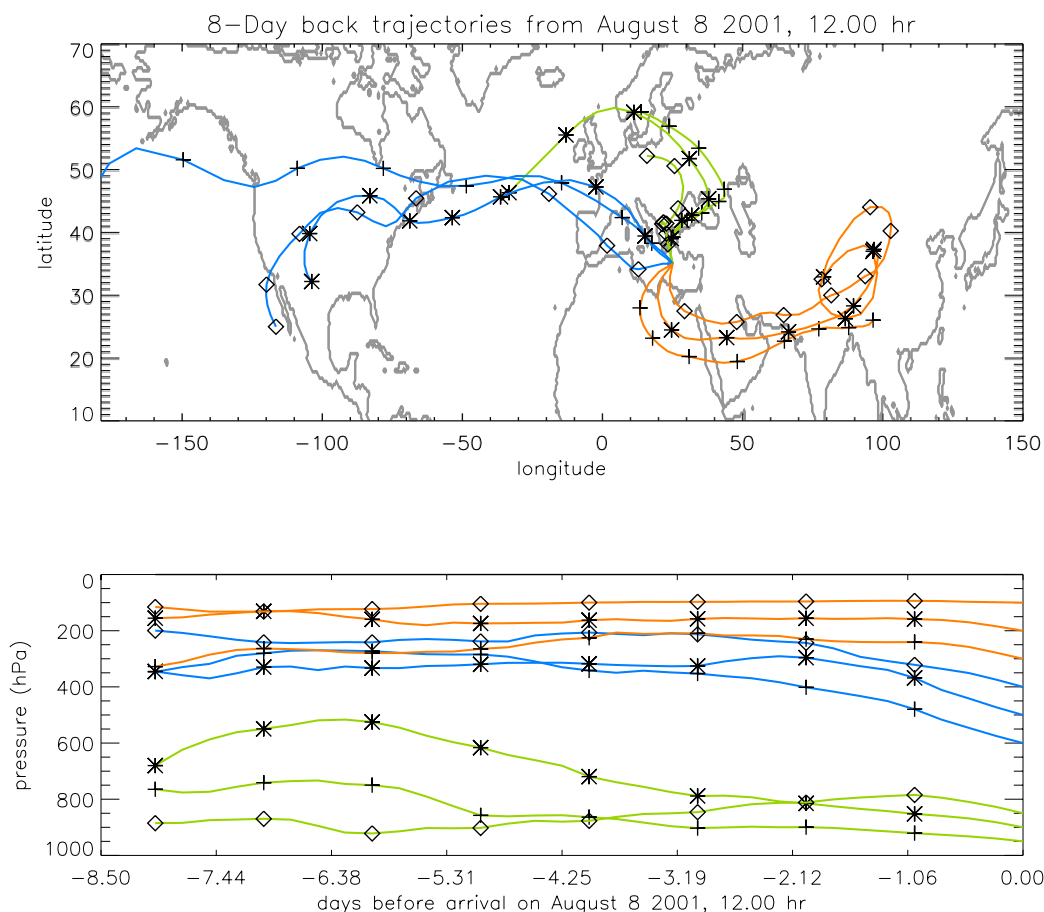 8-Day back trajectories from August 8 2001, 12.00 hr
70
60
50
40
30
20
10
latitude
-150 -100 -50 0 50 100 150
longitude
0
200
400
600
800
1000
pressure (hPa)
-8.50 -7.44 -6.38 -5.31 -4.25 -3.19 -2.12 -1.06 0.00
days before arrival on August 8 2001, 12.00 hr